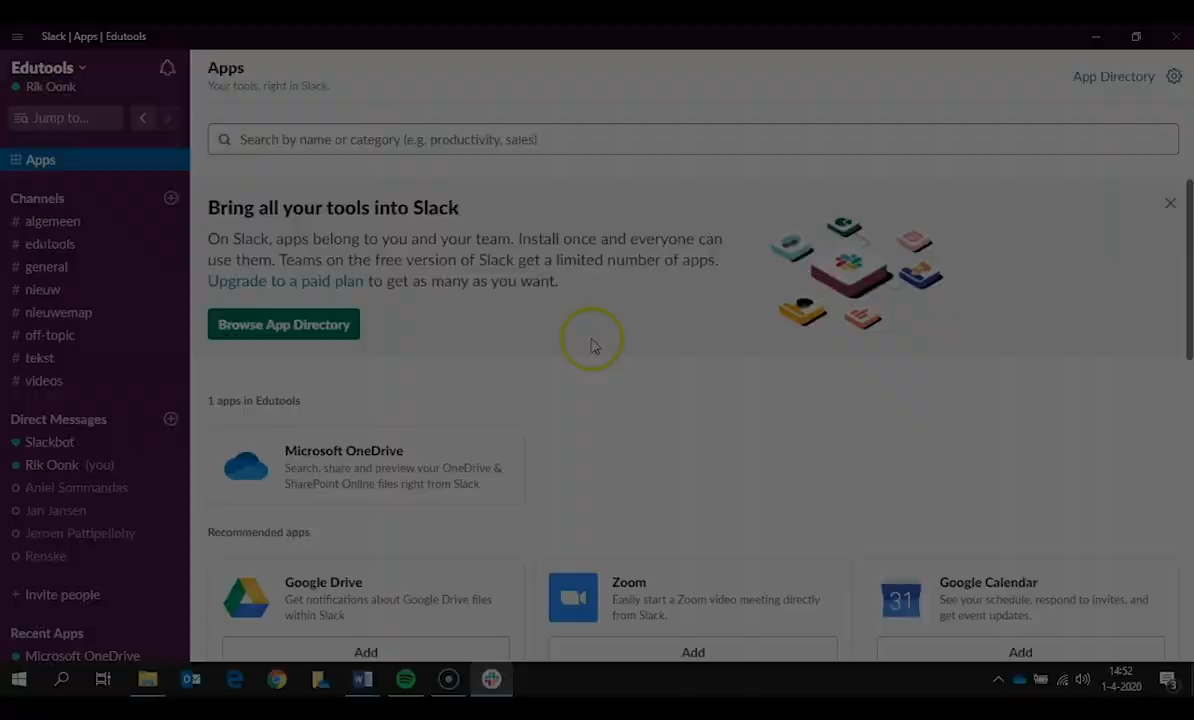 Slack | Apps | Edutools
Edutools
Rik Oonk
Jump to...
Apps
Channels
# algemeen
# edutools
# general
# nieuw
# nieuwemap
# off-topic
# tekst
# videos
Direct Messages
Slackbot
Rik Oonk (you)
Aniel Sommandas
Jan Jansen
Jeroen Pattipeilohy
Renske
+ Invite people
Recent Apps
Microsoft OneDrive
Apps
Your tools, right in Slack.
App Directory
Search by name or category (e.g. productivity, sales)
Bring all your tools into Slack
On Slack, apps belong to you and your team. Install once and everyone can
use them. Teams on the free version of Slack get a limited number of apps.
Upgrade to a paid plan to get as many as you want.
Browse App Directory
1 apps in Edutools
Microsoft OneDrive
Search, share and preview your OneDrive &
SharePoint Online files right from Slack
Recommended apps
Google Drive
Get notifications about Google Drive files
within Slack
Add
Zoom
Easily start a Zoom video meeting directly
from Slack.
Add
31
Google Calendar
See your schedule, respond to invites, and
get event updates.
Add
14:52
1-4-2020
3